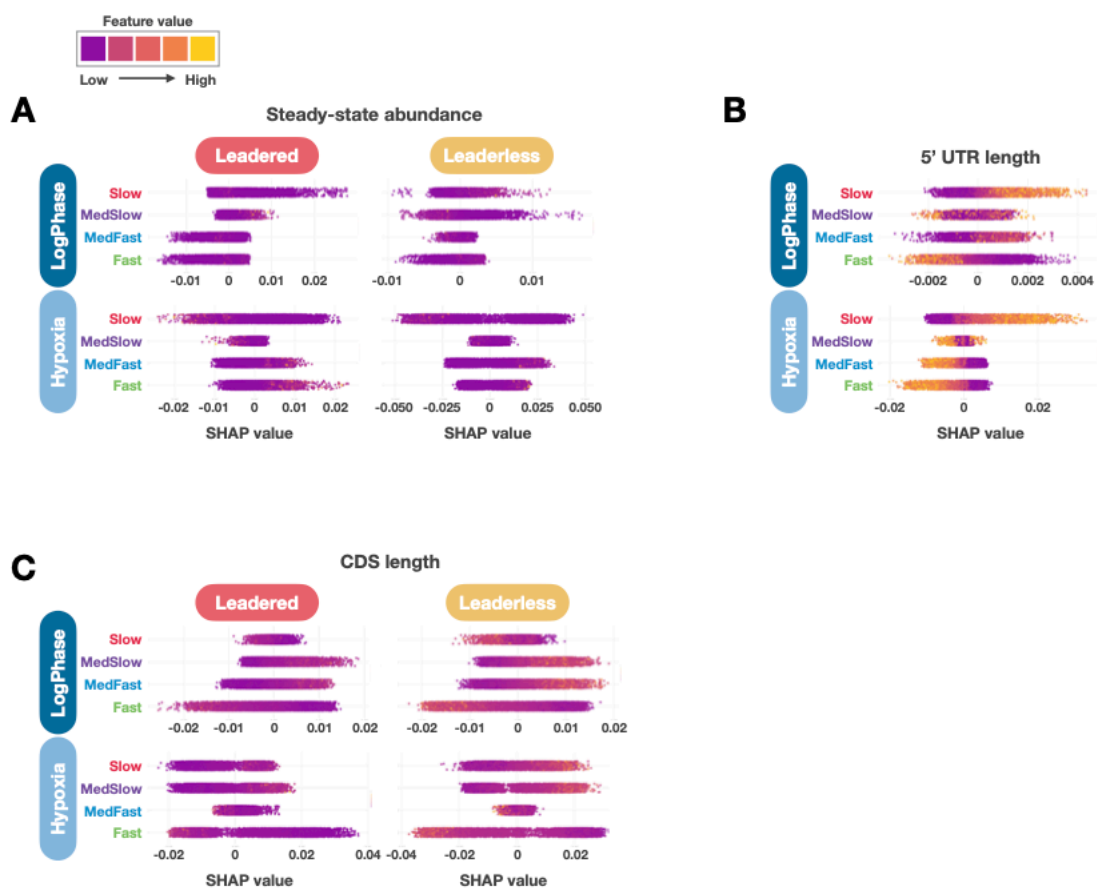 Feature value
Low High
A
Steady-state abundance
Leadered Leaderless
LogPhase
Slow
MedSlow
MedFast
Fast
-0.01 0 0.01 0.02
-0.01 0 0.01
Hypoxia
Slow
MedSlow
MedFast
Fast
-0.02 -0.01 0 0.01 0.02
-0.050 -0.025 0 0.025 0.050
SHAP value SHAP value
B
5’ UTR length
LogPhase
Slow
MedSlow
MedFast
Fast
-0.002 0 0.002 0.004
Hypoxia
Slow
MedSlow
MedFast
Fast
-0.02 0 0.02
SHAP value
C
CDS length
Leadered Leaderless
LogPhase
Slow
MedSlow
MedFast
Fast
-0.02 -0.01 0 0.01 0.02
-0.02 -0.01 0 0.01 0.02
Hypoxia
Slow
MedSlow
MedFast
Fast
-0.02 0 0.02 0.04
-0.04 -0.02 0 0.02
SHAP value SHAP value